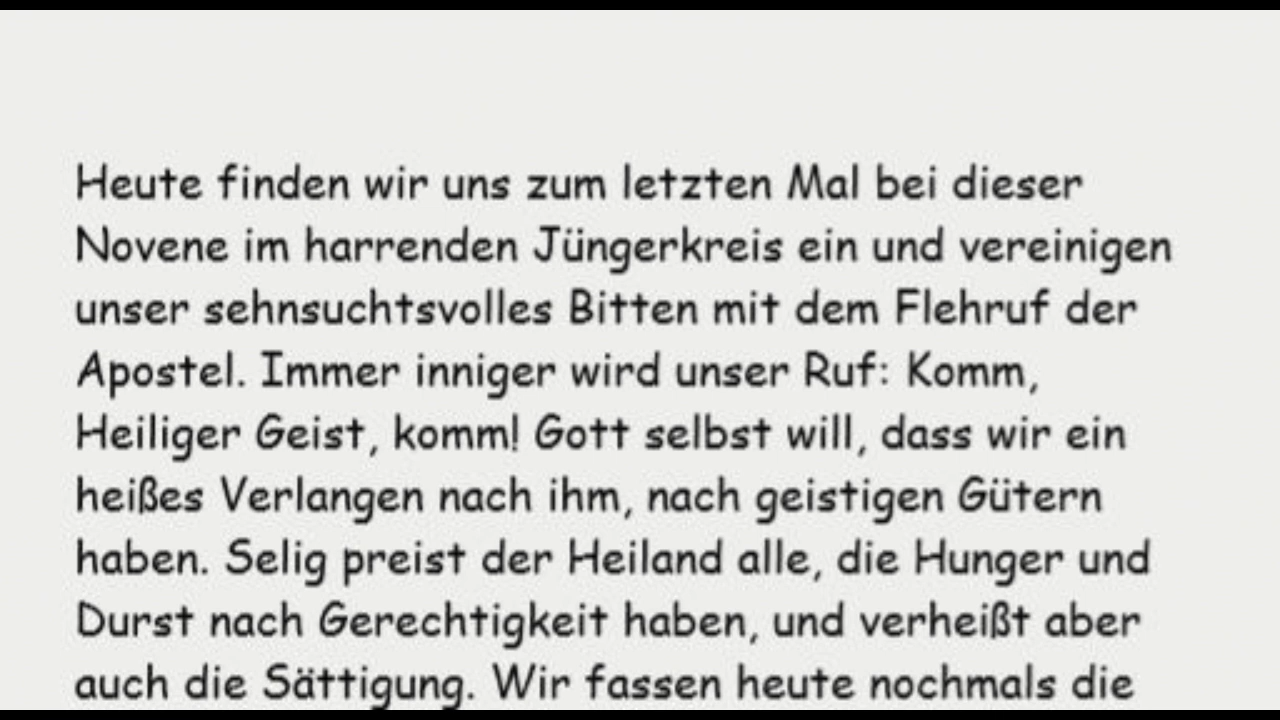 Heute finden wir uns zum letzten Mal bei dieser
Novene im harrenden Jüngerkreis ein und vereinigen
unser sehnsuchtsvolles Bitten mit dem Flehruf der
Apostel. Immer inniger wird unser Ruf: Komm,
Heiliger Geist, komm! Gott selbst will, dass wir ein
heißes Verlangen nach ihm, nach geistigen Gütern
haben. Selig preist der Heiland alle, die Hunger und
Durst nach Gerechtigkeit haben, und verheißt aber
auch die Sättigung. Wir fassen heute nochmals die